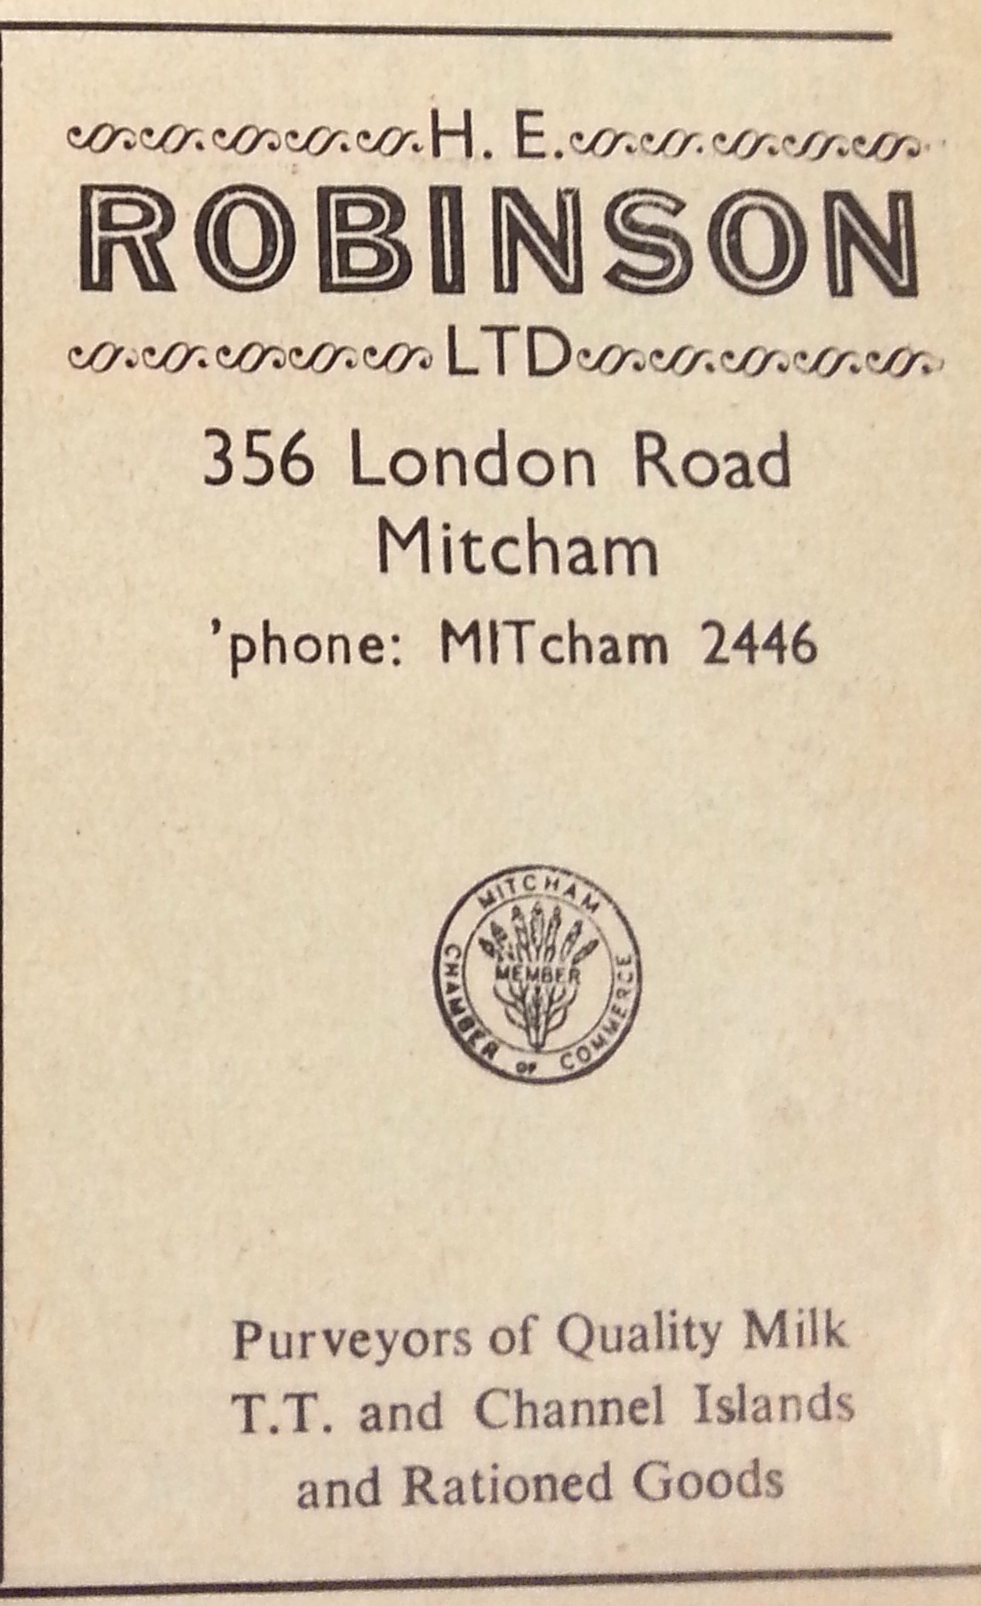 H. E.
ROBINSON
LTD
356 London Road
Mitcham
'phone: MITcham 2446
MITCHAM
CHAMBER OF COMMERCE
MEMBER
Purveyors of Quality Milk
T.T. and Channel Islands
and Rationed Goods